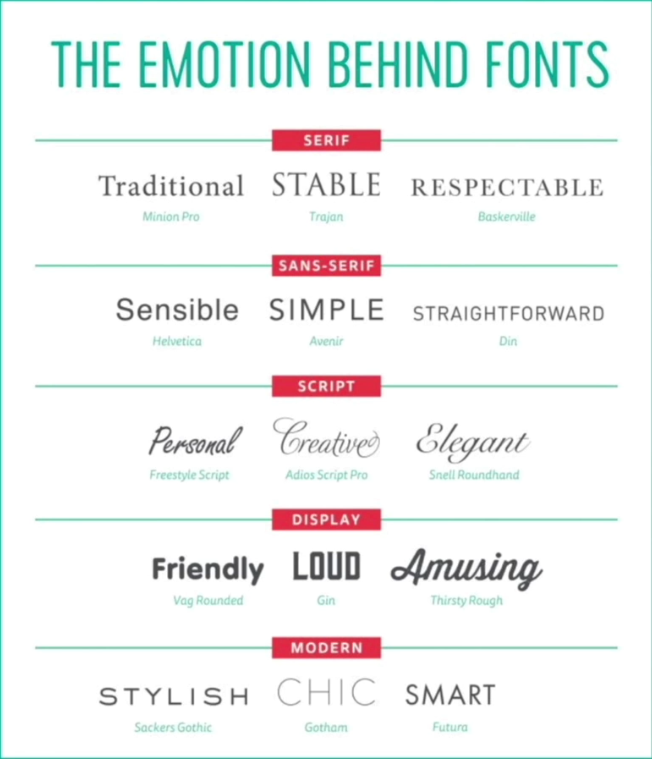 THE EMOTION BEHIND FONTS
SERIF
Traditional STABLE RESPECTABLE
Minion Pro Trajan Baskerville
SANS-SERIF
Sensible SIMPLE STRAIGHTFORWARD
Helvetica Avenir Din
SCRIPT
Personal Creative Elegant
Freestyle Script Adios Script Pro Snell Roundhand
DISPLAY
Friendly LOUD Amusing
Vag Rounded Gin Thirsty Rough
MODERN
STYLISH CHIC SMART
Sackers Gothic Gotham Futura